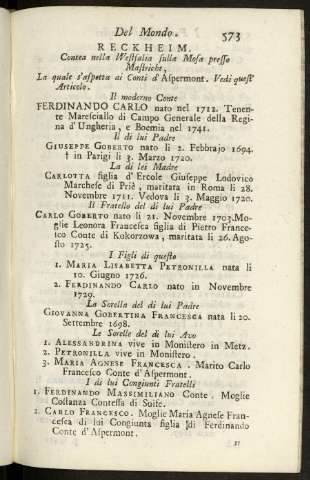 Del Mondo. 573
RECKHEIM.
Contea nella Westfalia sulla Mosa presso
Mastricht,
La quale s'aspetta ai Conti d'Aspermont. Vedi quest'
Articolo.
Il moderno Conte
FERDINANDO CARLO nato nel 1712. Tenen-
te Maresciallo di Campo Generale della Regi-
na d'Ungheria, e Boemia nel 1741.
Il di lui Padre
GIUSEPPE GOBERTO nato li 2. Febbrajo 1694.
† in Parigi li 3. Marzo 1720.
La di lei Madre
CARLOTTA figlia d'Ercole Giuseppe Lodovico
Marchese di Priè, maritata in Roma li 28.
Novembre 1711. Vedova li 3. Maggio 1720.
Il Fratello del di lui Padre
CARLO GOBERTO nato li 21. Novembre 1703. Mo-
glie Leonora Francesca figlia di Pietro France-
sco Conte di Kokorzowa, maritata li 26. Ago-
sto 1725.
I Figli di questo
1. MARIA LISABETTA PETRONILLA nata li
10. Giugno 1726.
2. FERDINANDO CARLO nato in Novembre
1729.
La Sorella del di lui Padre
GIOVANNA GOBERTINA FRANCESCA nata li 20.
Settembre 1698.
Le Sorelle del di lui Avo
1. ALESSANDRINA vive in Monistero in Metz.
2. PETRONILLA vive in Monistero.
3. MARIA AGNESE FRANCESCA. Marito Carlo
Francesco Conte d'Aspermont.
I di lui Congiunti Fratelli
1. FERDINANDO MASSIMILIANO Conte. Moglie
Costanza Contessa di Suise.
2. CARLO FRANCESCO. Moglie Maria Agnese Fran-
cesca di lui Congiunta figlia di Ferdinando
Conte d'Aspermont.